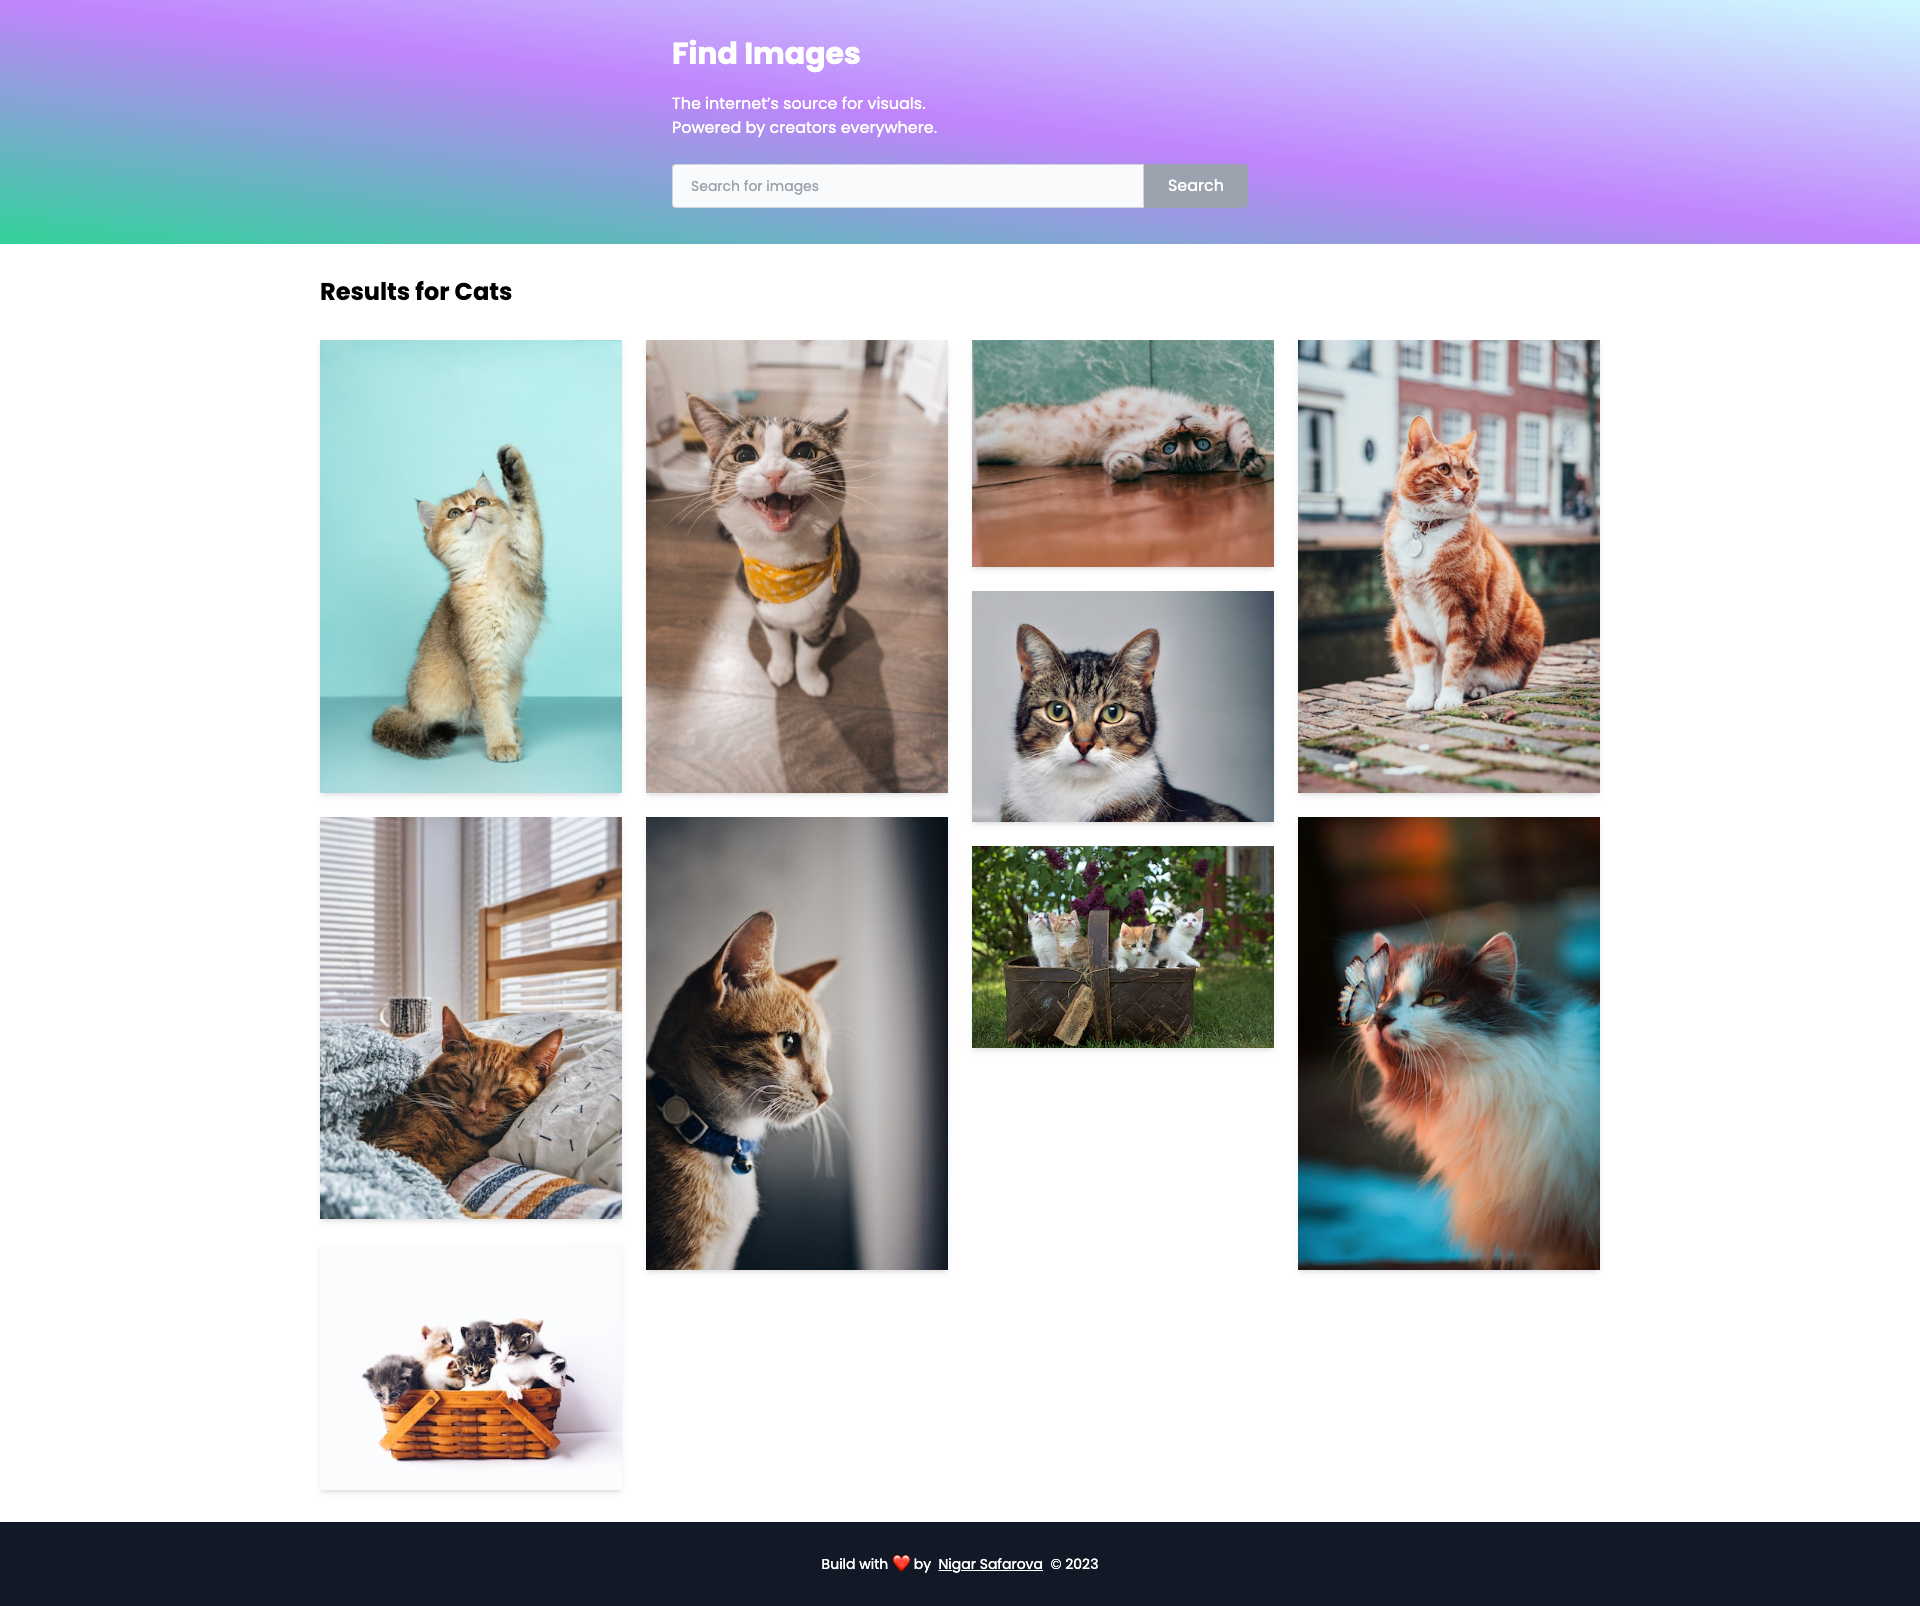 Find Images
The internet’s source for visuals.
Powered by creators everywhere.
Search for images
Search
Results for Cats
Build with ❤️ by Nigar Safarova © 2023